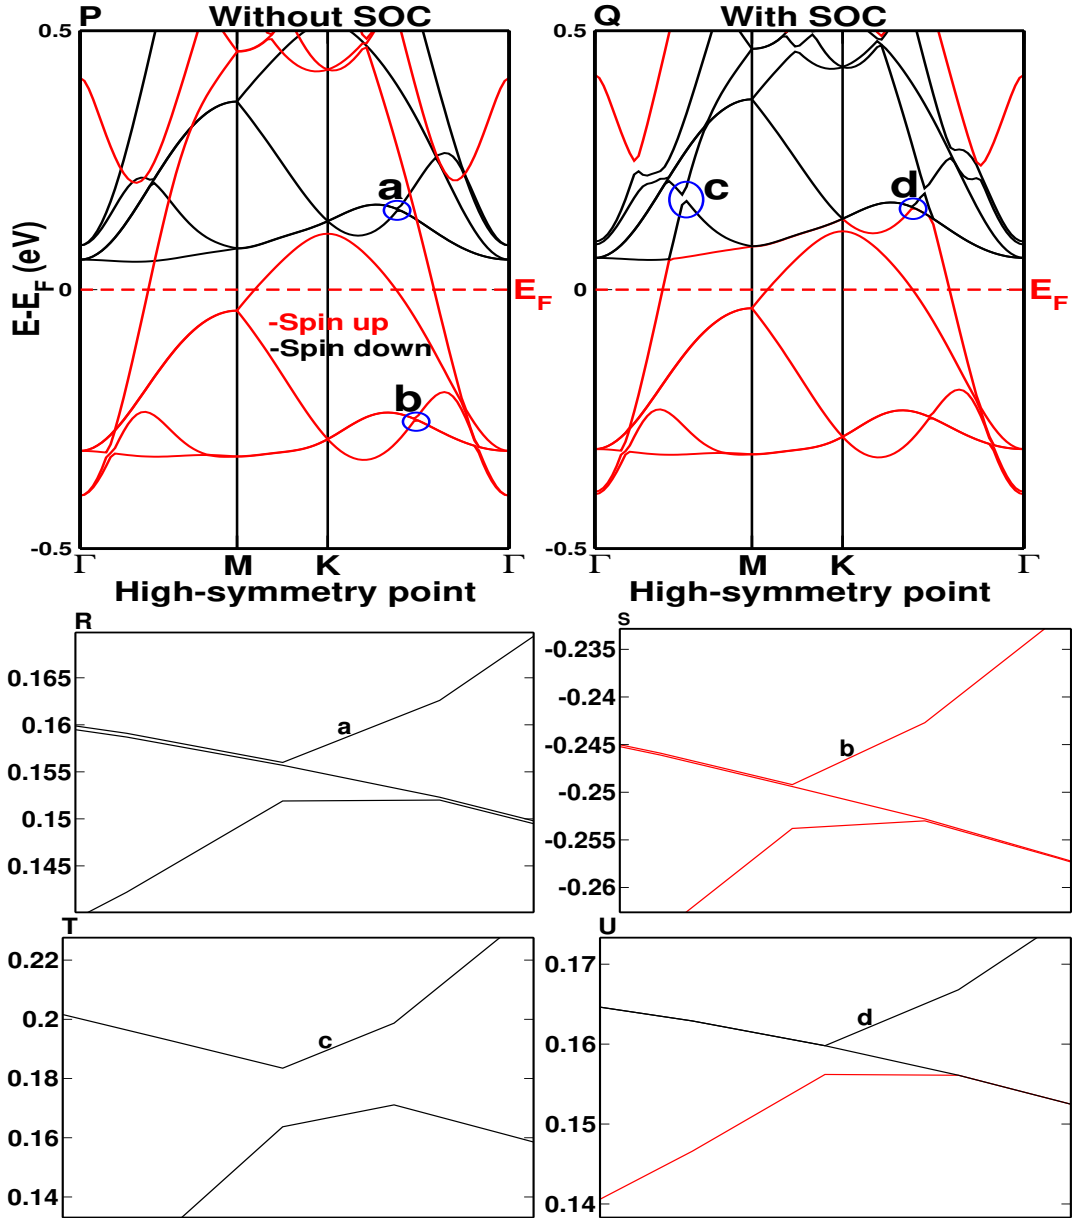 P Without SOC
Q With SOC
0.5
0
-0.5
E-E_F (eV)
a
b
-Spin up
-Spin down
E_F
Γ M K Γ
High-symmetry point
0.5
0
-0.5
c
d
E_F
Γ M K Γ
High-symmetry point
R
0.165
0.16
0.155
0.15
0.145
a
S
-0.235
-0.24
-0.245
-0.25
-0.255
-0.26
b
T
0.22
0.2
0.18
0.16
0.14
c
U
0.17
0.16
0.15
0.14
d